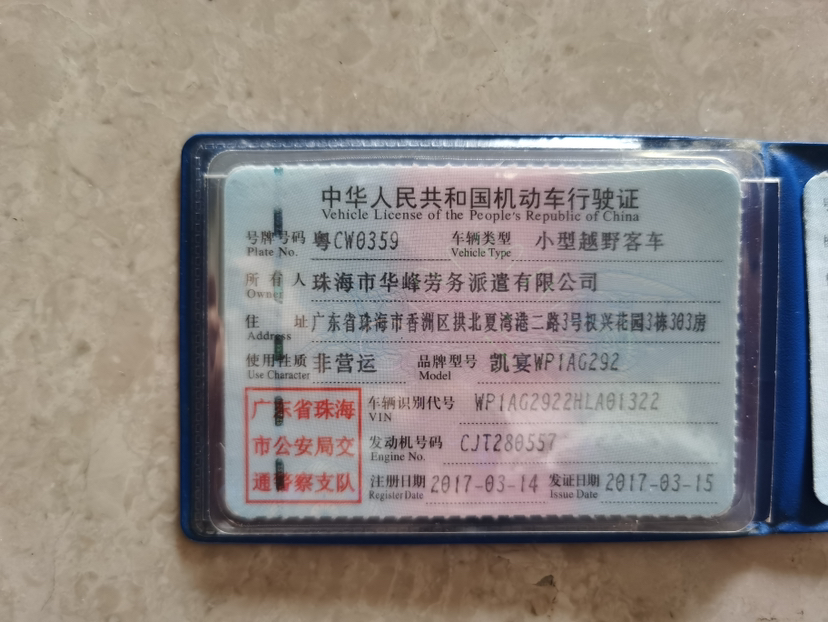 中华人民共和国机动车行驶证
Vehicle License of the People's Republic of China
号牌号码 粤CW0359 车辆类型 小型越野客车
Plate No. Vehicle Type
所有人 珠海市华峰劳务派遣有限公司
Owner
住址 广东省珠海市香洲区拱北夏湾港二路3号权兴花园3栋303房
Address
使用性质 非营运 品牌型号 凯宴WP1AG292
Use Character Model
广东省珠海
市公安局交
通警察支队
车辆识别代号 WP1AG2922HLA01322
VIN
发动机号码 CJT280557
Engine No.
注册日期 2017-03-14 发证日期 2017-03-15
Register Date Issue Date